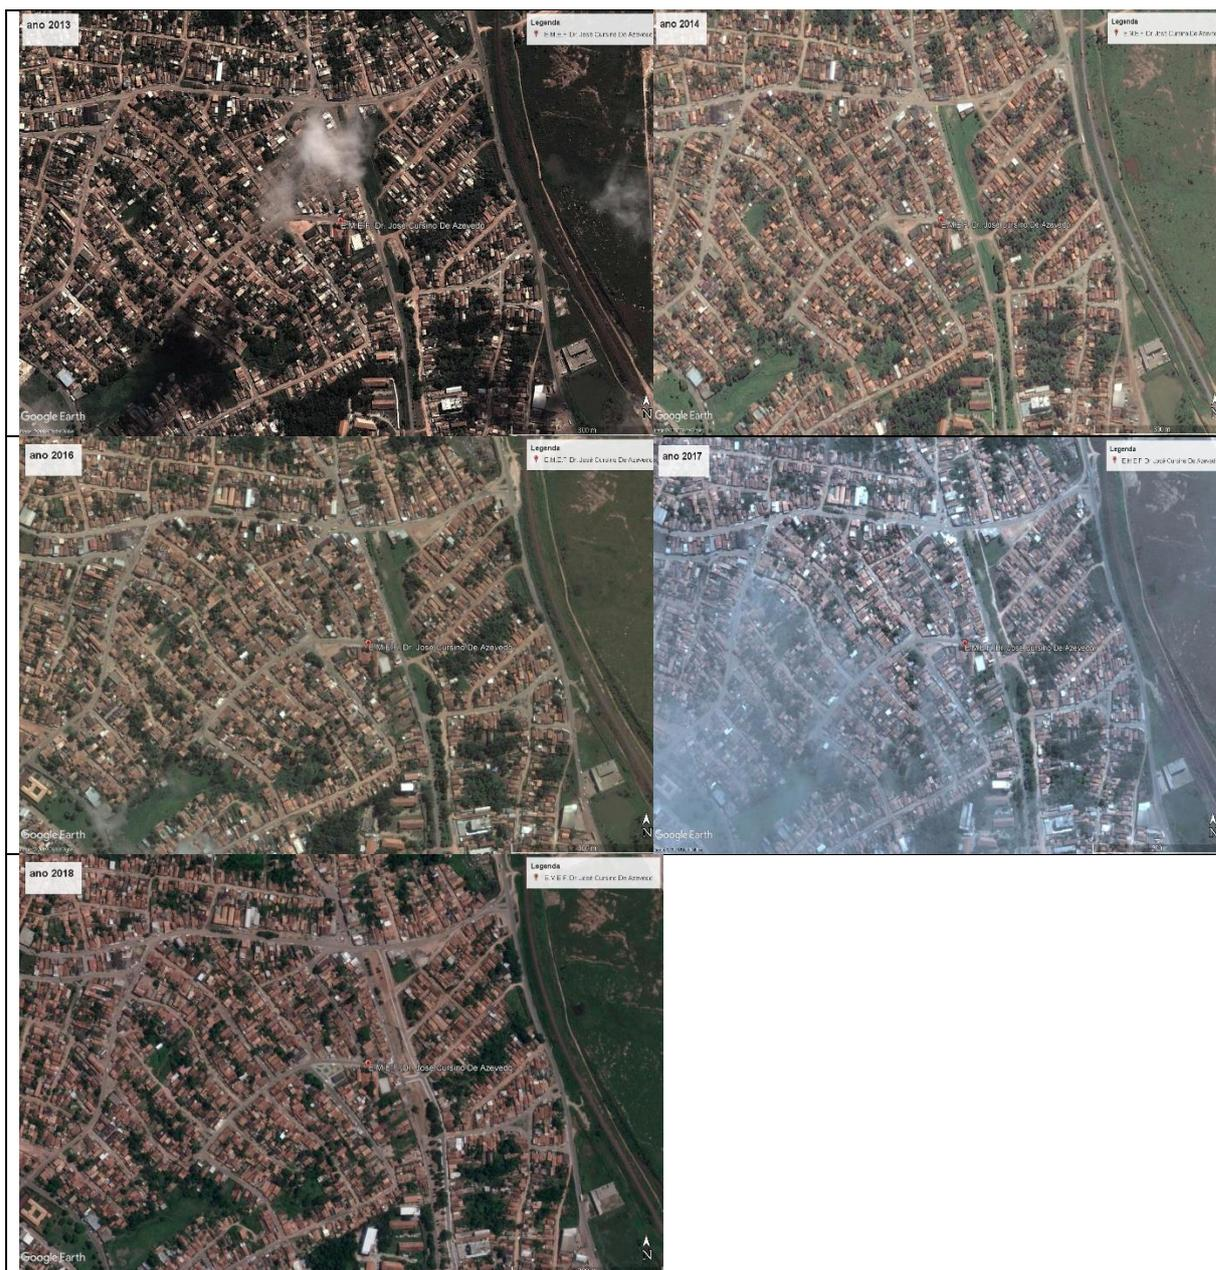 ano 2013
Legenda
E.M.E.F. Dr. José Cursino De Azevedo
E.M.E.F. Dr. José Cursino De Azevedo
Google Earth
N
300 m
ano 2014
Legenda
E.M.E.F. Dr. José Cursino De Azevedo
E.M.E.F. Dr. José Cursino De Azevedo
Google Earth
N
300 m
ano 2016
Legenda
E.M.E.F. Dr. José Cursino De Azevedo
E.M.E.F. Dr. José Cursino De Azevedo
Google Earth
N
ano 2017
Legenda
E.M.E.F. Dr. José Cursino De Azevedo
E.M.E.F. Dr. José Cursino De Azevedo
Google Earth
N
ano 2018
Legenda
E.M.E.F. Dr. José Cursino De Azevedo
E.M.E.F. Dr. José Cursino De Azevedo
Google Earth
N